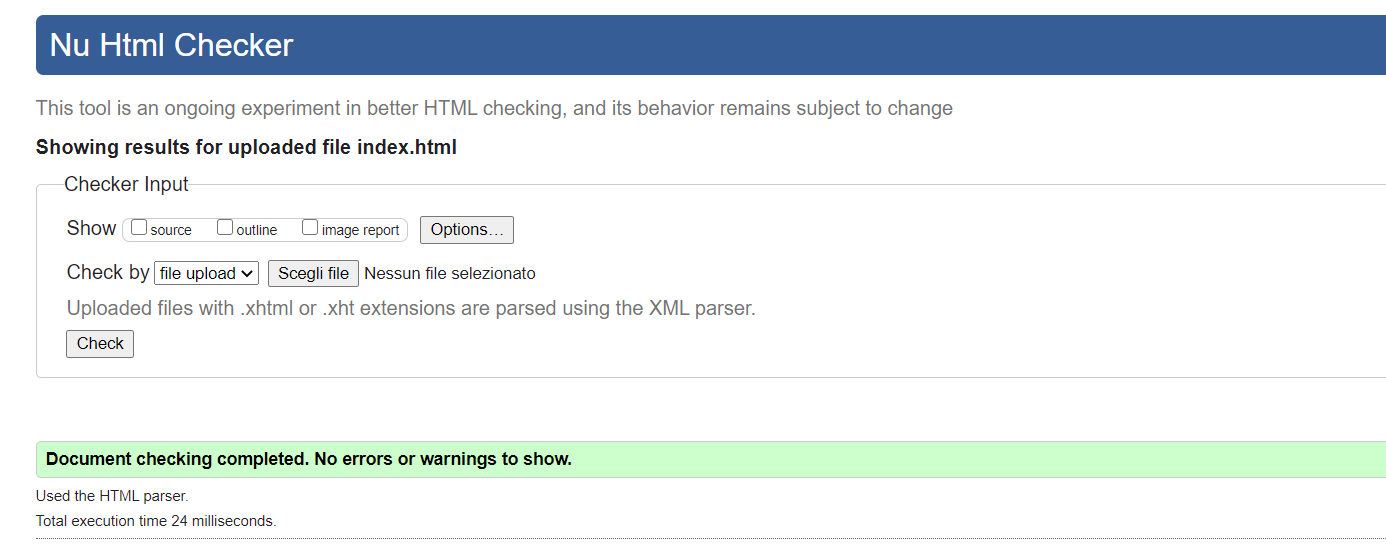 Nu Html Checker
This tool is an ongoing experiment in better HTML checking, and its behavior remains subject to change
Showing results for uploaded file index.html
Checker Input
Show source outline image report Options…
Check by file upload Scegli file Nessun file selezionato
Uploaded files with .xhtml or .xht extensions are parsed using the XML parser.
Check
Document checking completed. No errors or warnings to show.
Used the HTML parser.
Total execution time 24 milliseconds.